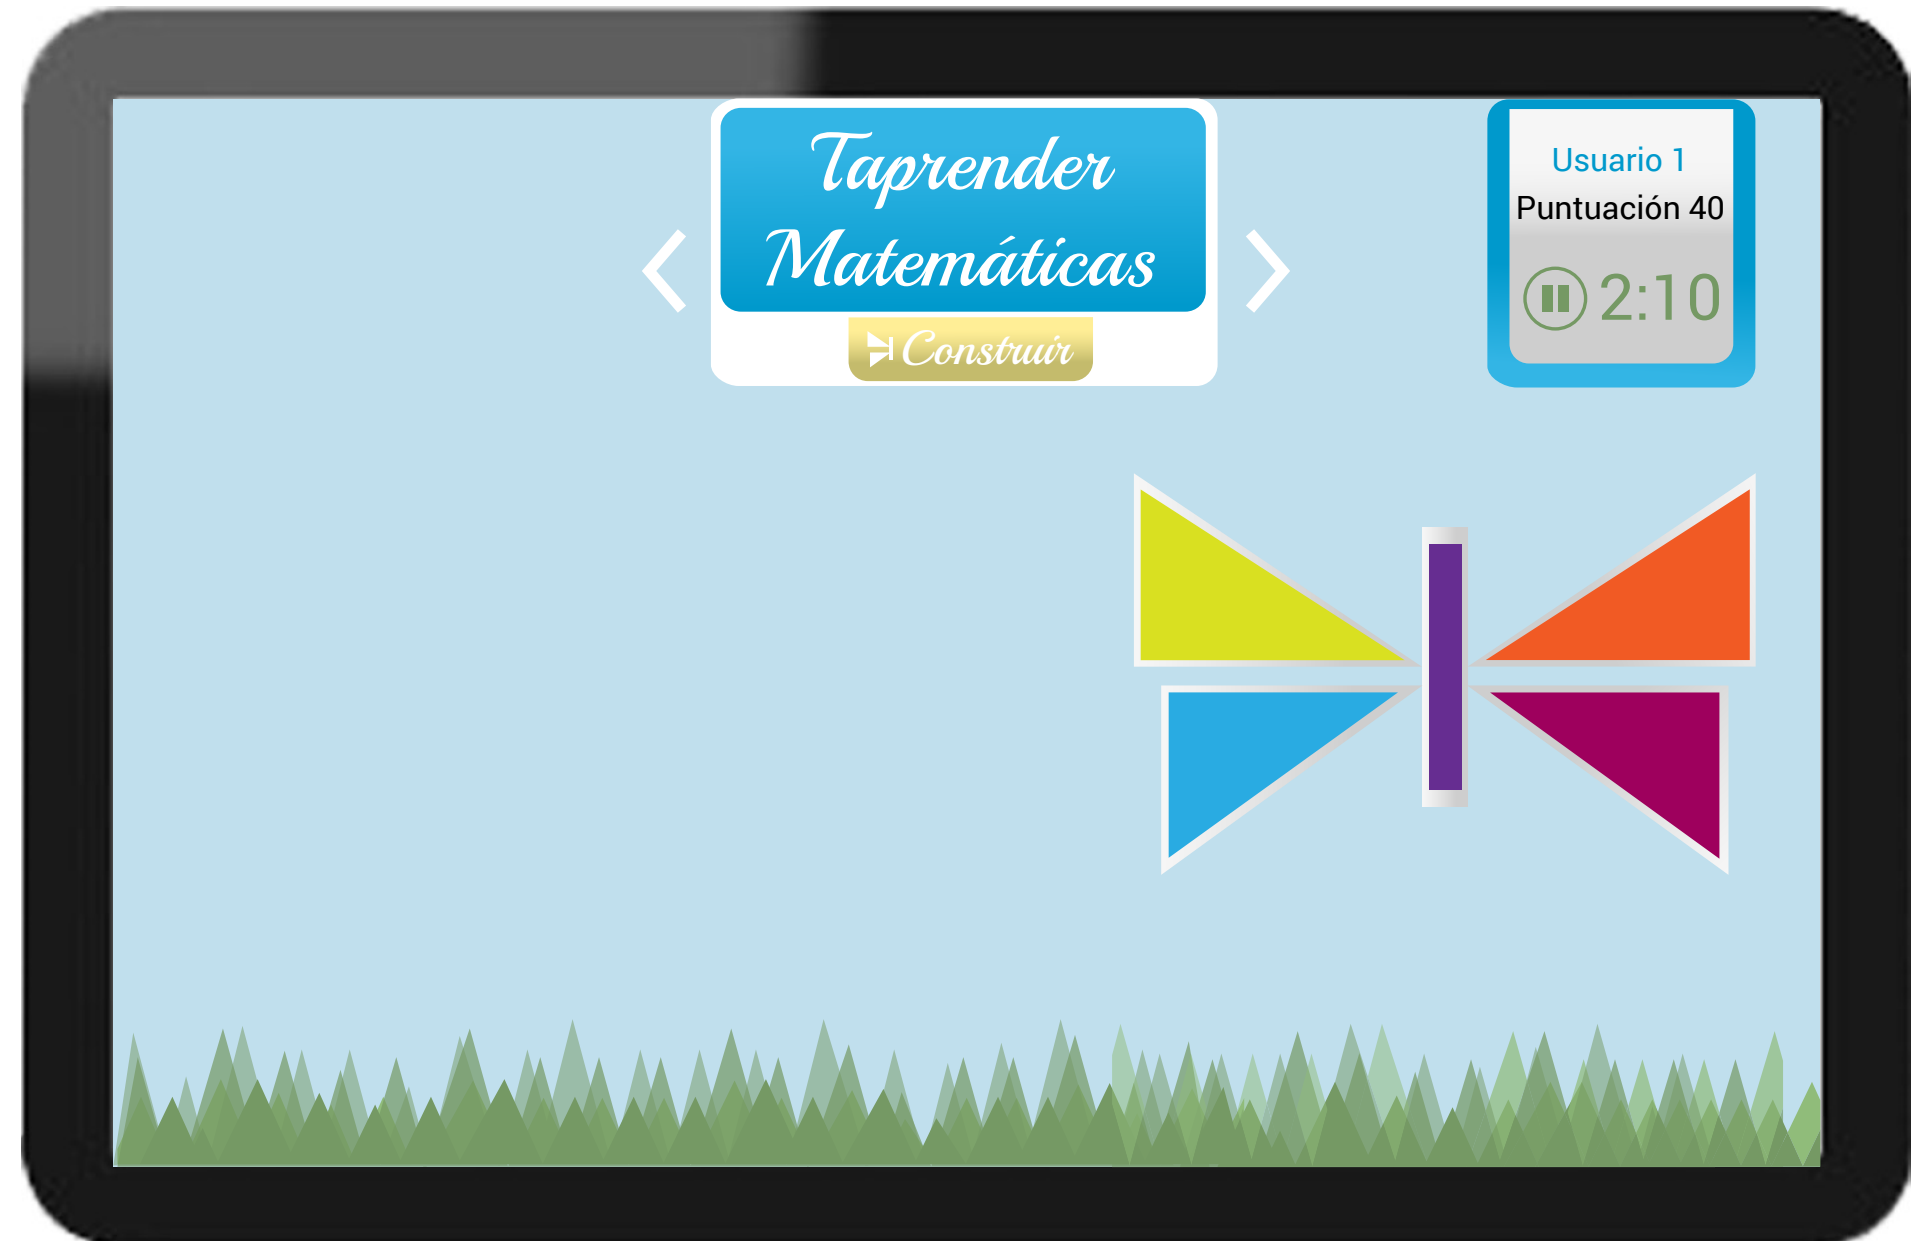 Taprender
Matemáticas
Construir
Usuario 1
Puntuación 40
2:10